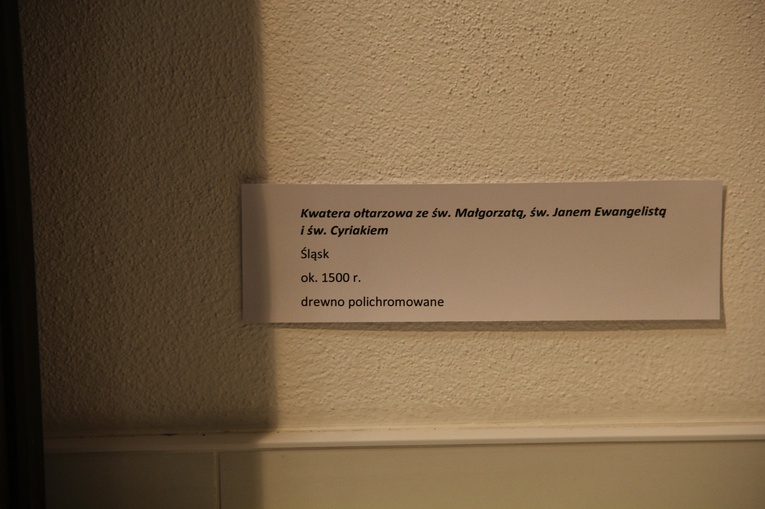 Kwatera ołtarzowa ze św. Małgorzatą, św. Janem Ewangelistą
i św. Cyriakiem
Śląsk
ok. 1500 r.
drewno polichromowane